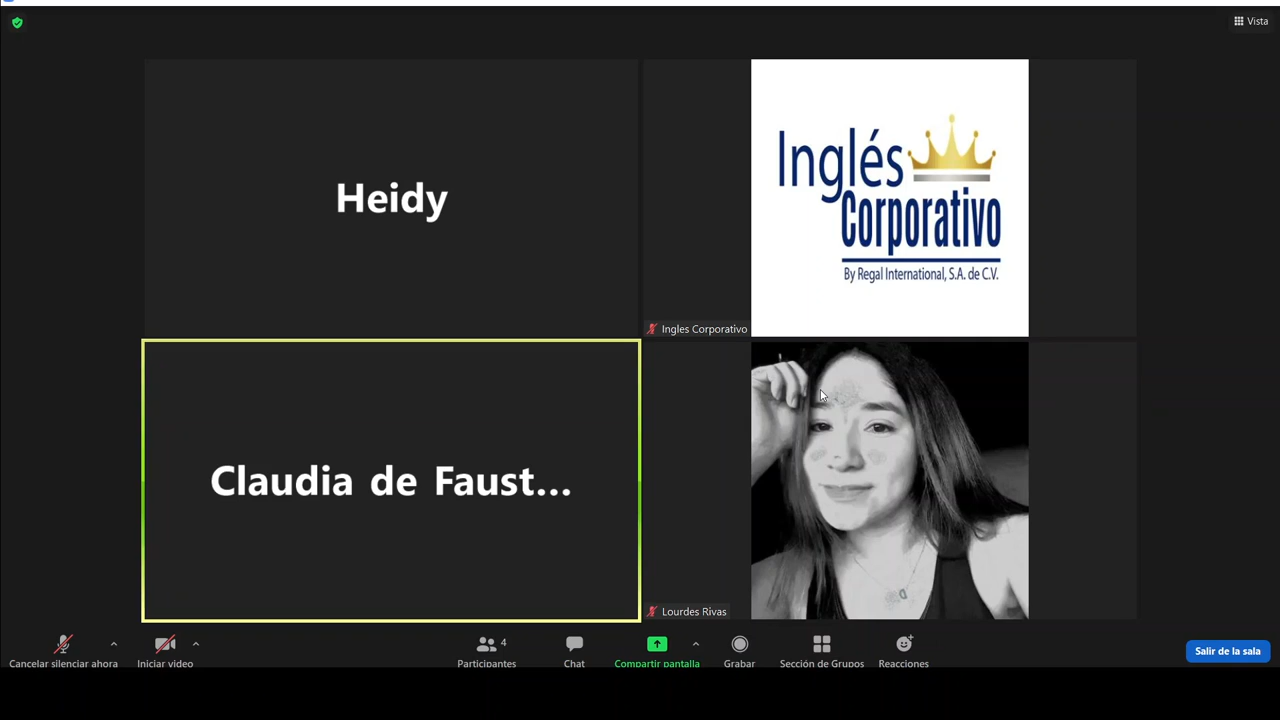 Vista
Heidy
Inglés
Corporativo
By Regal International, S.A. de C.V.
Ingles Corporativo
Claudia de Faust...
Lourdes Rivas
4
Cancelar silenciar ahora
Iniciar video
Participantes
Chat
Compartir pantalla
Grabar
Sección de Grupos
Reacciones
Salir de la sala